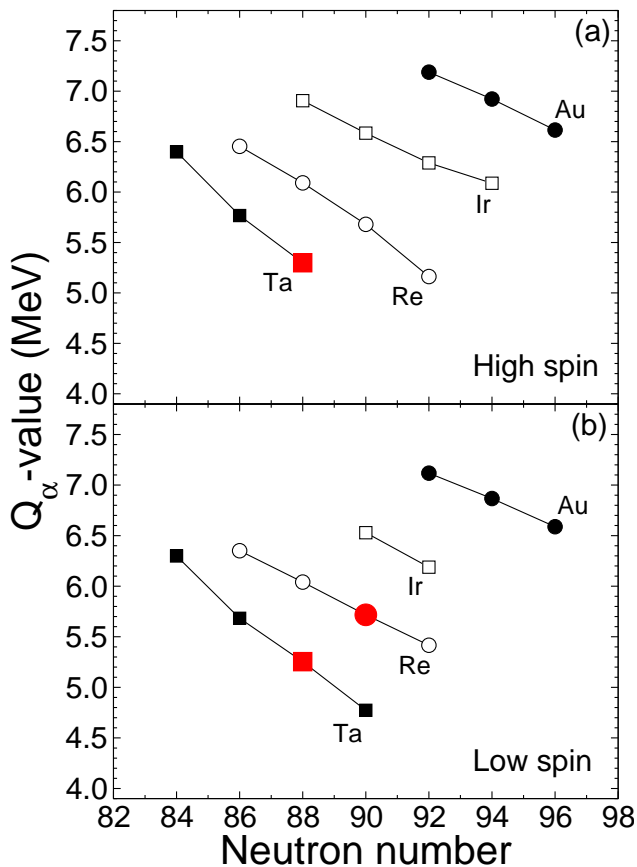 7.5
(a)
7.0
Au
6.5
6.0
Ir
5.5
Ta
Re
5.0
4.5
High spin
4.0
Qα-value (MeV)
7.5
(b)
7.0
Au
6.5
Ir
6.0
5.5
Re
5.0
Ta
4.5
Low spin
4.0
82 84 86 88 90 92 94 96 98
Neutron number